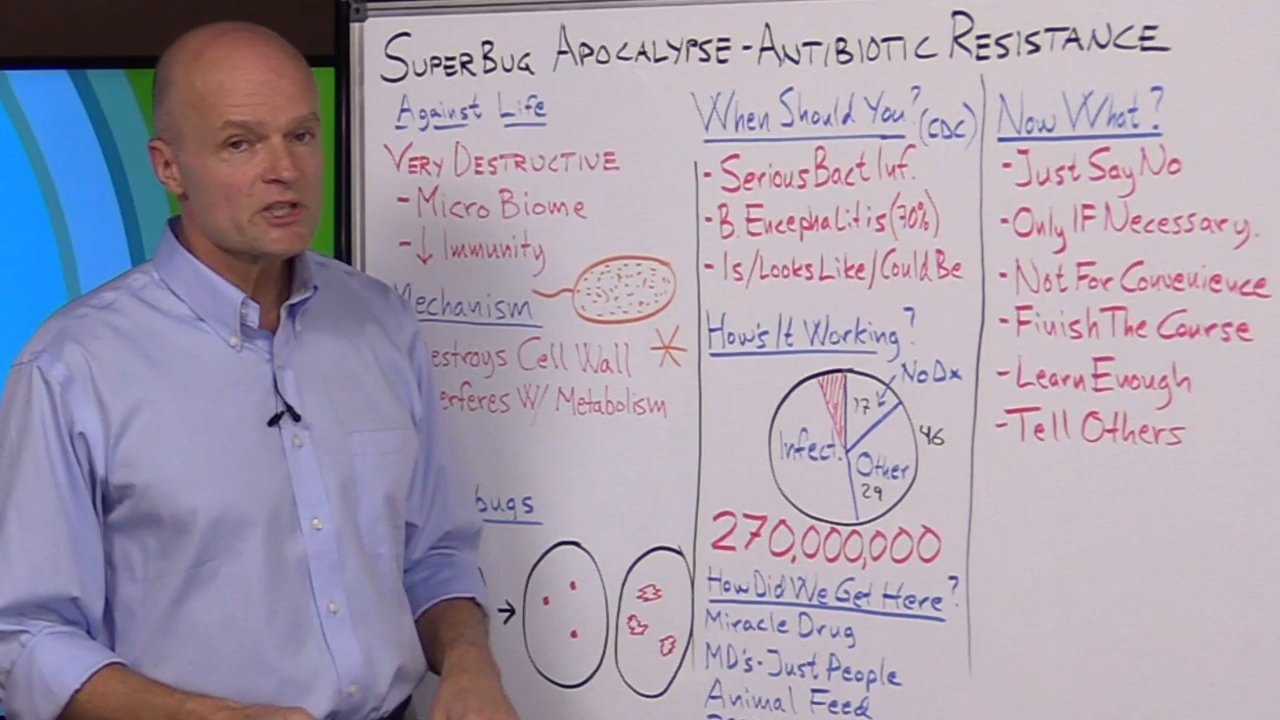 SUPERBUG APOCALYPSE - ANTIBIOTIC RESISTANCE
Against Life
VERY DESTRUCTIVE
- Micro Biome
- ↓ Immunity
Mechanism
estroys Cell Wall
erferes W/ Metabolism
bugs
When Should You? (CDC)
- Serious Bact Inf.
- B. Encephalitis (70%)
- Is/Looks Like/Could Be
How's It Working?
No Dx
17
46
Infect.
Other
29
270,000,000
How Did We Get Here?
Miracle Drug
MD's - Just People
Animal Feed
Now What?
- Just Say No
- Only IF Necessary.
- Not For Convenience
- Finish The Course
- Learn Enough
- Tell Others